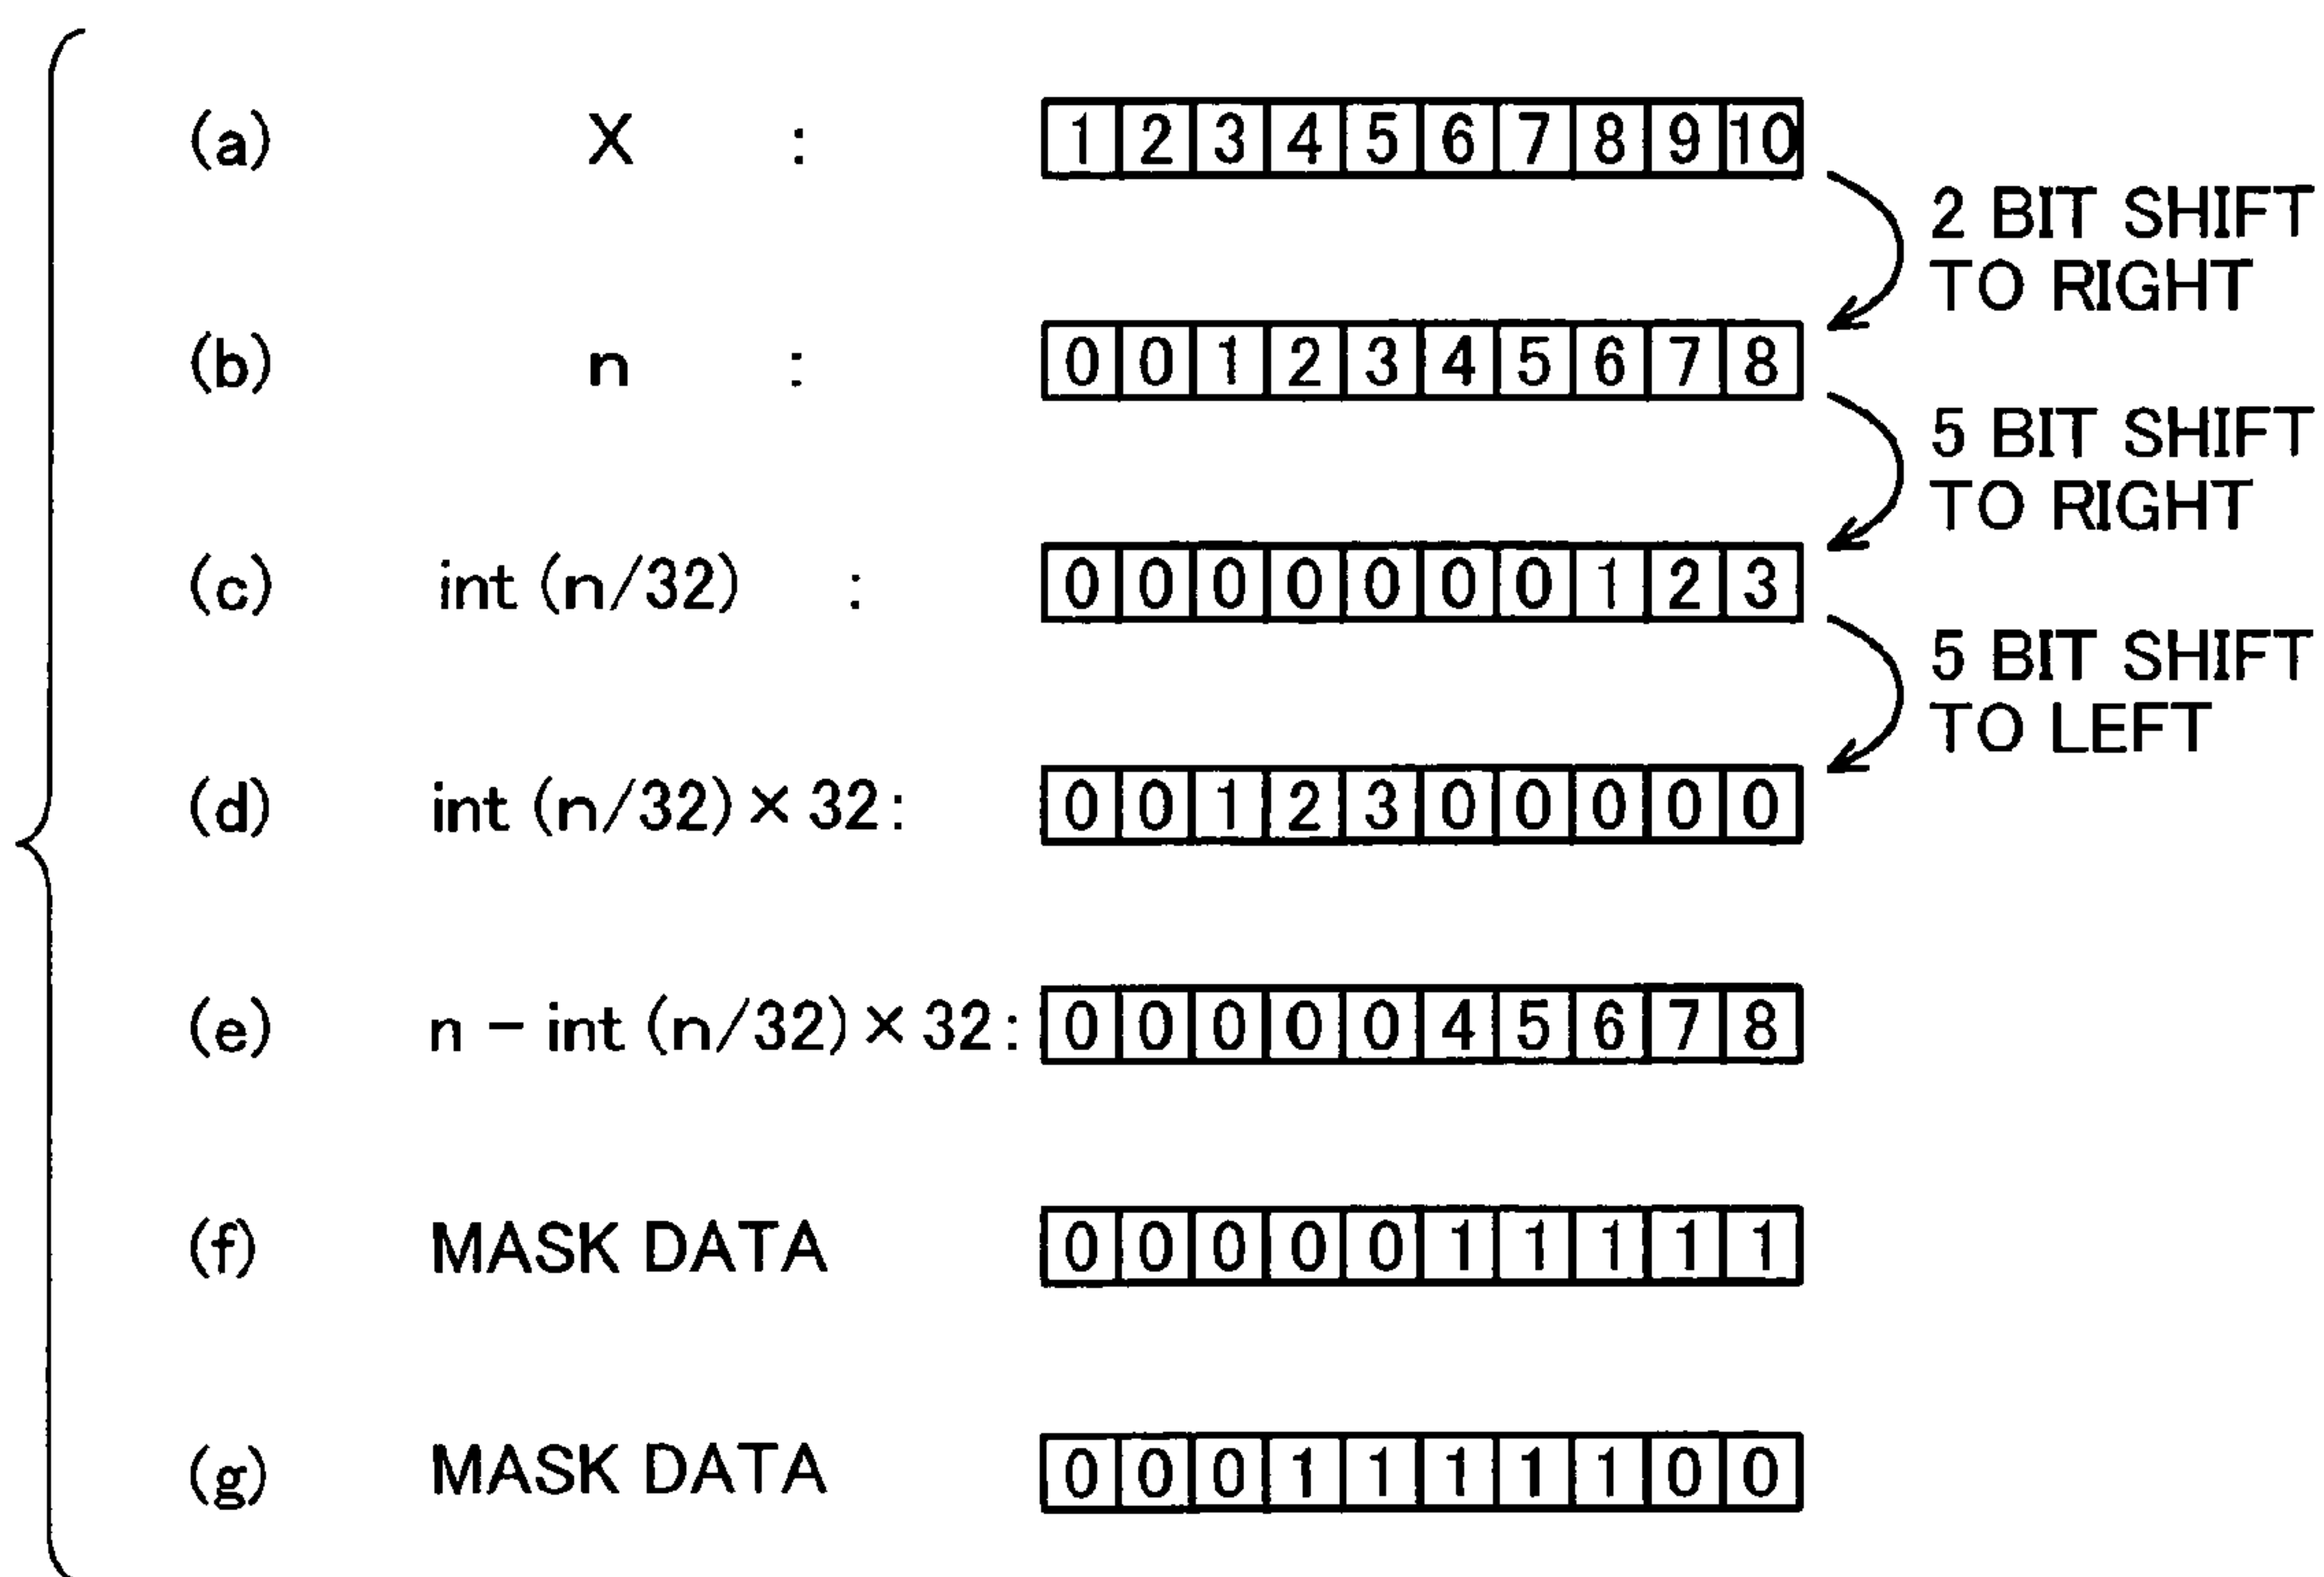 (a) X : 1 2 3 4 5 6 7 8 9 10
2 BIT SHIFT
TO RIGHT
(b) n : 0 0 1 2 3 4 5 6 7 8
5 BIT SHIFT
TO RIGHT
(c) int (n/32) : 0 0 0 0 0 0 0 1 2 3
5 BIT SHIFT
TO LEFT
(d) int (n/32) × 32 : 0 0 1 2 3 0 0 0 0 0
(e) n − int (n/32) × 32 : 0 0 0 0 0 4 5 6 7 8
(f) MASK DATA 0 0 0 0 0 1 1 1 1 1
(g) MASK DATA 0 0 0 1 1 1 1 1 0 0